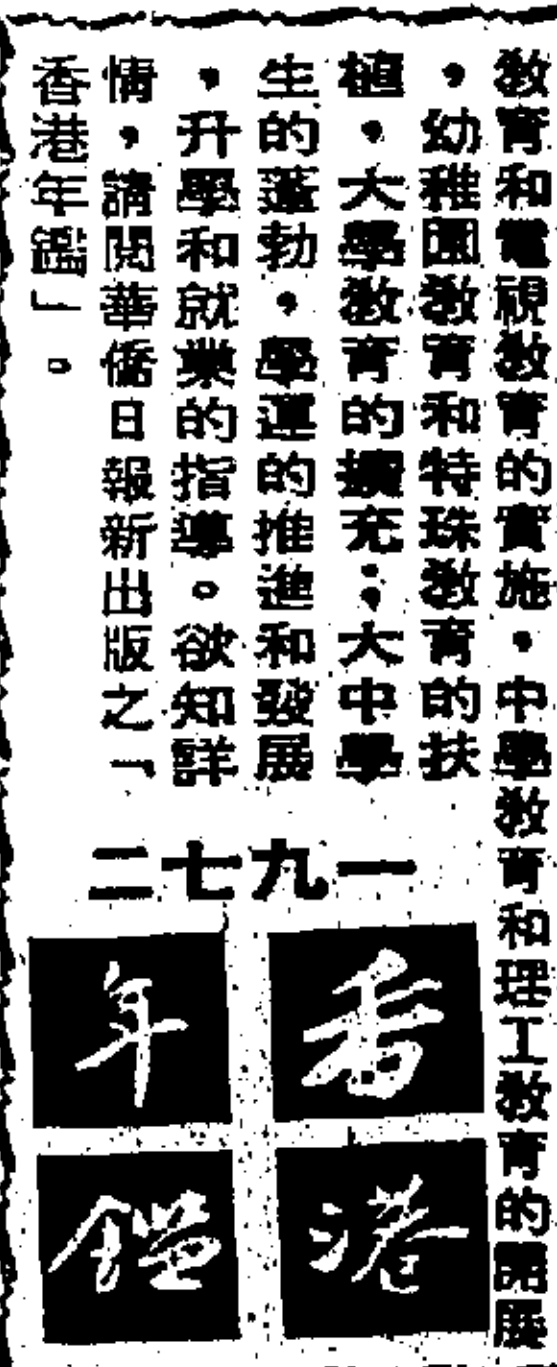 教育和電視教育的實施，中學教育和理工教育的開展
，幼稚園教育和特殊教育的扶
植，大學教育的擴充；大中學
生的蓬勃，學運的推進和發展
，升學和就業的指導。欲知詳
情，請閱華僑日報新出版之「
香港年鑑」。
一九七二
香港
年鑑